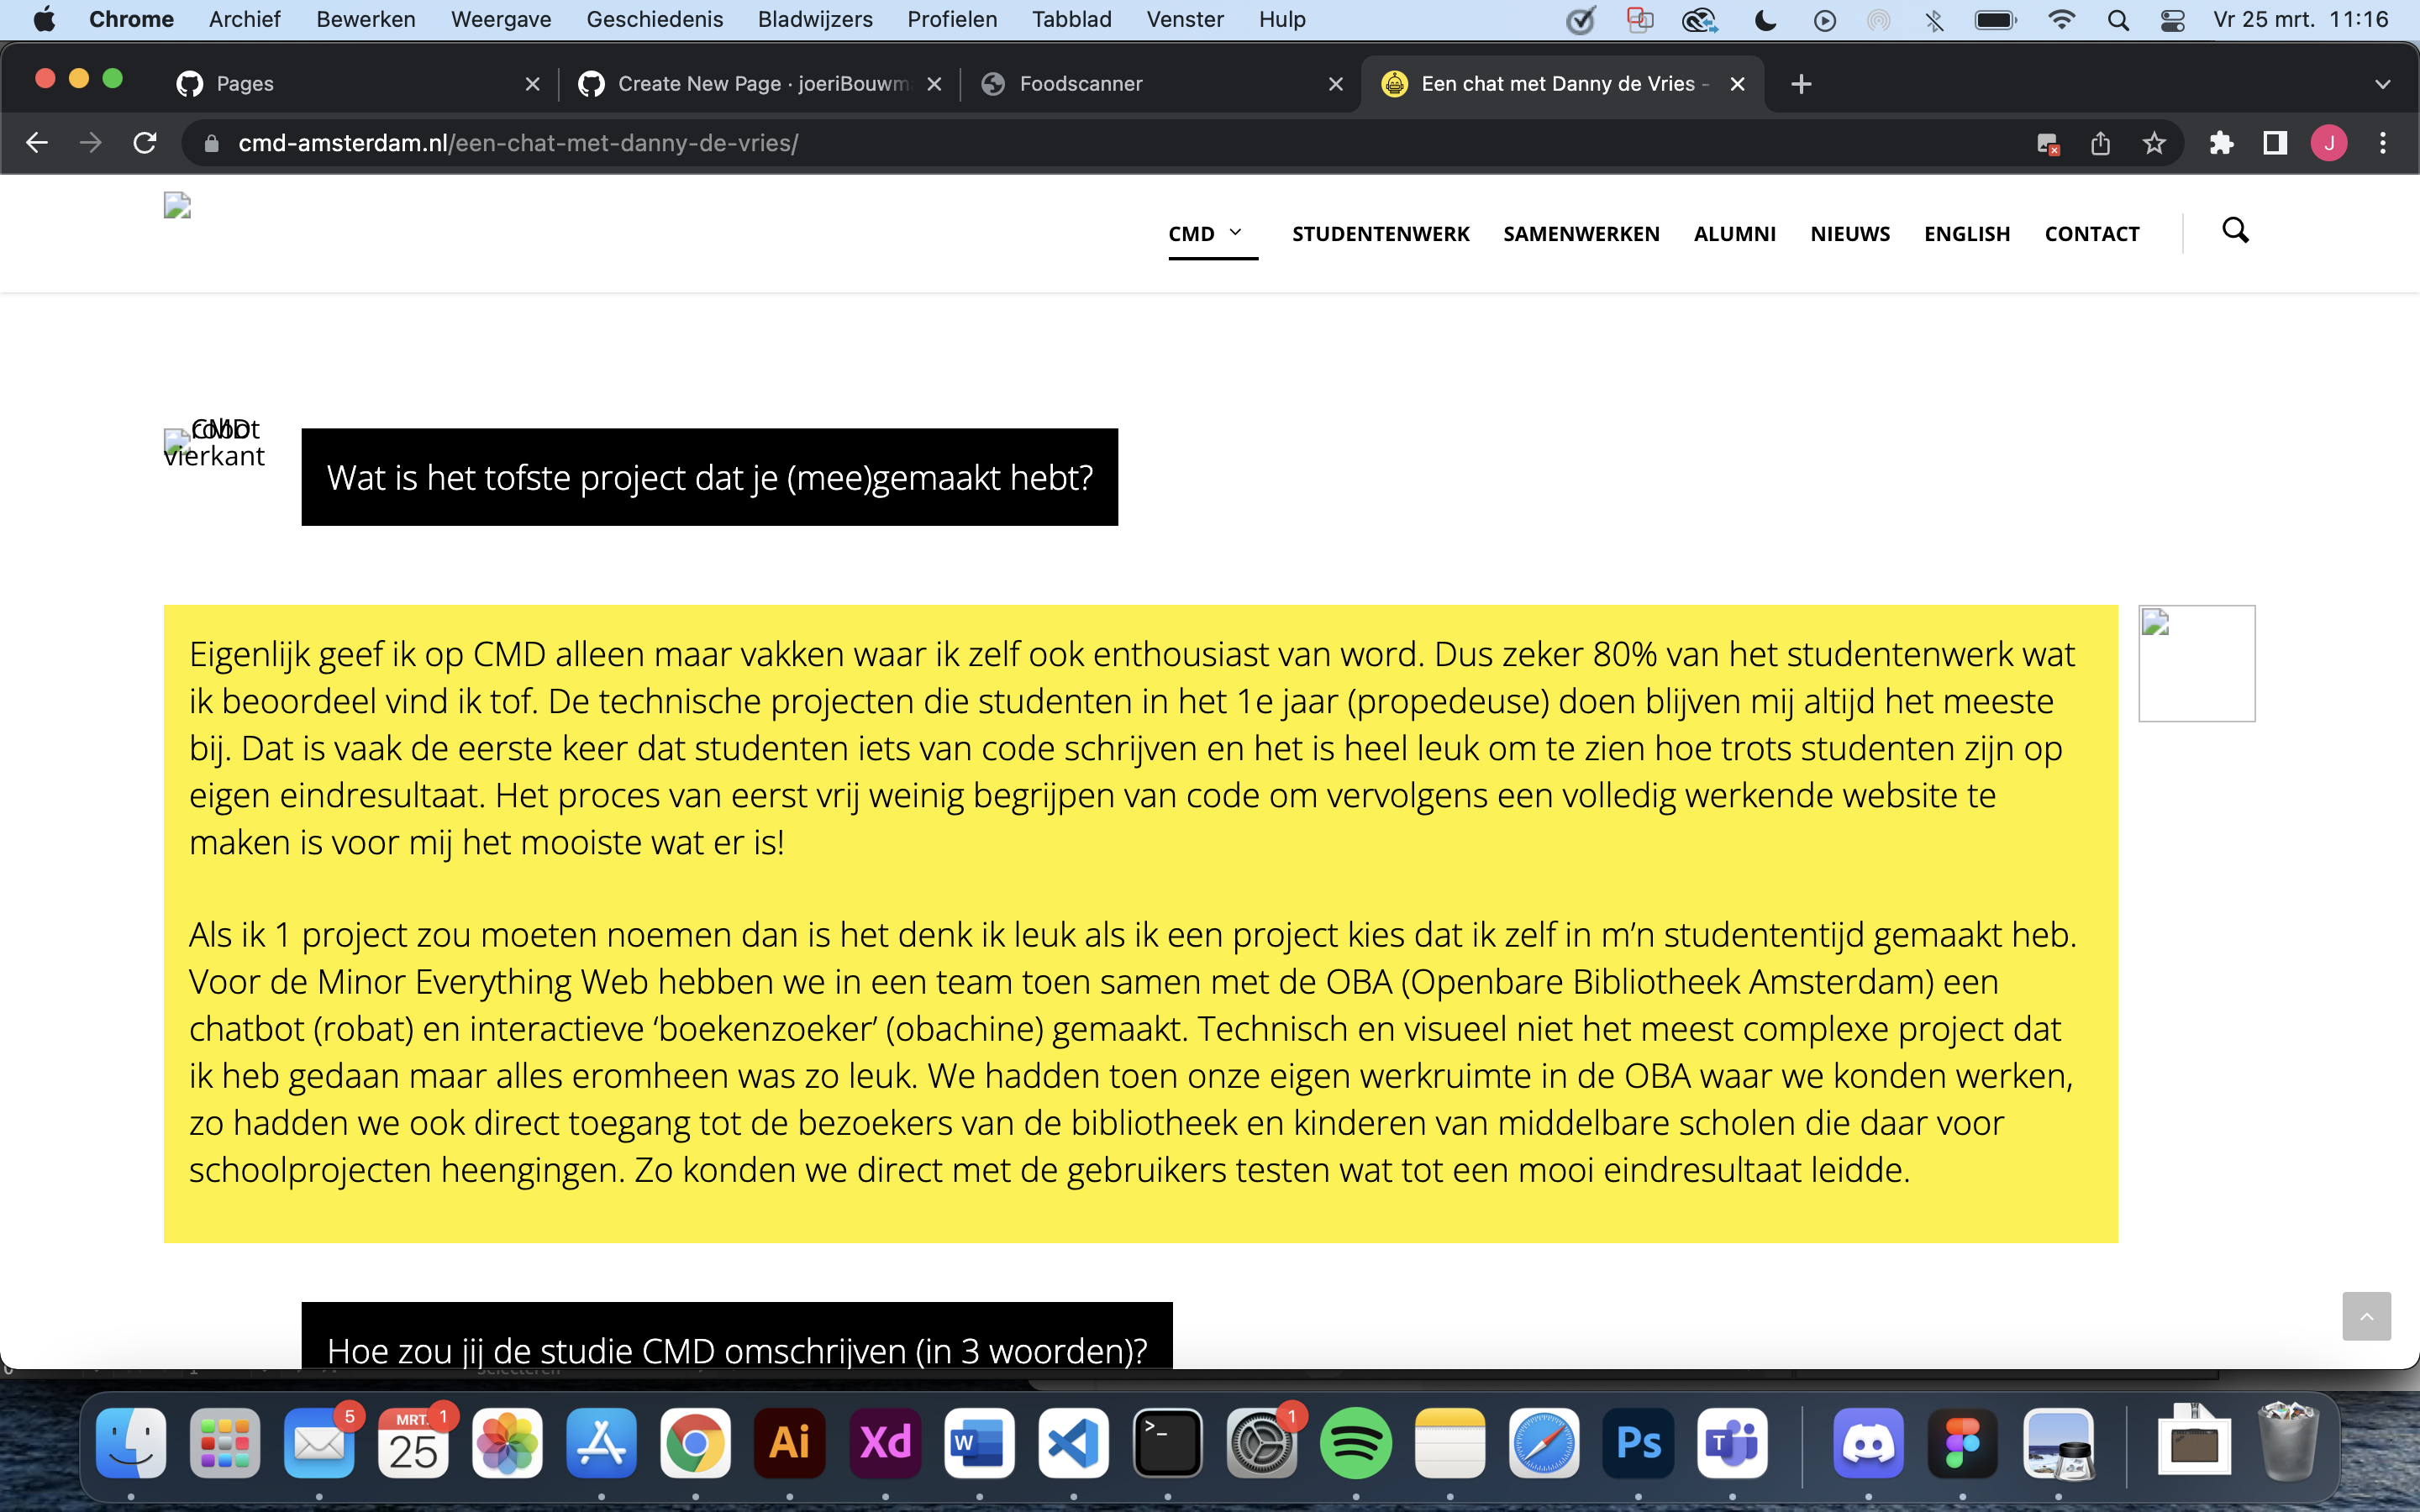 Chrome Archief Bewerken Weergave Geschiedenis Bladwijzers Profielen Tabblad Venster Hulp Vr 25 mrt. 11:16
Pages Create New Page · joeriBouwm Foodscanner Een chat met Danny de Vries -
cmd-amsterdam.nl/een-chat-met-danny-de-vries/ J
CMD STUDENTENWERK SAMENWERKEN ALUMNI NIEUWS ENGLISH CONTACT
CMD
robot
vierkant
Wat is het tofste project dat je (mee)gemaakt hebt?
Eigenlijk geef ik op CMD alleen maar vakken waar ik zelf ook enthousiast van word. Dus zeker 80% van het studentenwerk wat
ik beoordeel vind ik tof. De technische projecten die studenten in het 1e jaar (propedeuse) doen blijven mij altijd het meeste
bij. Dat is vaak de eerste keer dat studenten iets van code schrijven en het is heel leuk om te zien hoe trots studenten zijn op
eigen eindresultaat. Het proces van eerst vrij weinig begrijpen van code om vervolgens een volledig werkende website te
maken is voor mij het mooiste wat er is!
Als ik 1 project zou moeten noemen dan is het denk ik leuk als ik een project kies dat ik zelf in m’n studententijd gemaakt heb.
Voor de Minor Everything Web hebben we in een team toen samen met de OBA (Openbare Bibliotheek Amsterdam) een
chatbot (robat) en interactieve ‘boekenzoeker’ (obachine) gemaakt. Technisch en visueel niet het meest complexe project dat
ik heb gedaan maar alles eromheen was zo leuk. We hadden toen onze eigen werkruimte in de OBA waar we konden werken,
zo hadden we ook direct toegang tot de bezoekers van de bibliotheek en kinderen van middelbare scholen die daar voor
schoolprojecten heengingen. Zo konden we direct met de gebruikers testen wat tot een mooi eindresultaat leidde.
Hoe zou jij de studie CMD omschrijven (in 3 woorden)?
5 MRT. 1 25 Ai Xd W >_ 1 Ps T